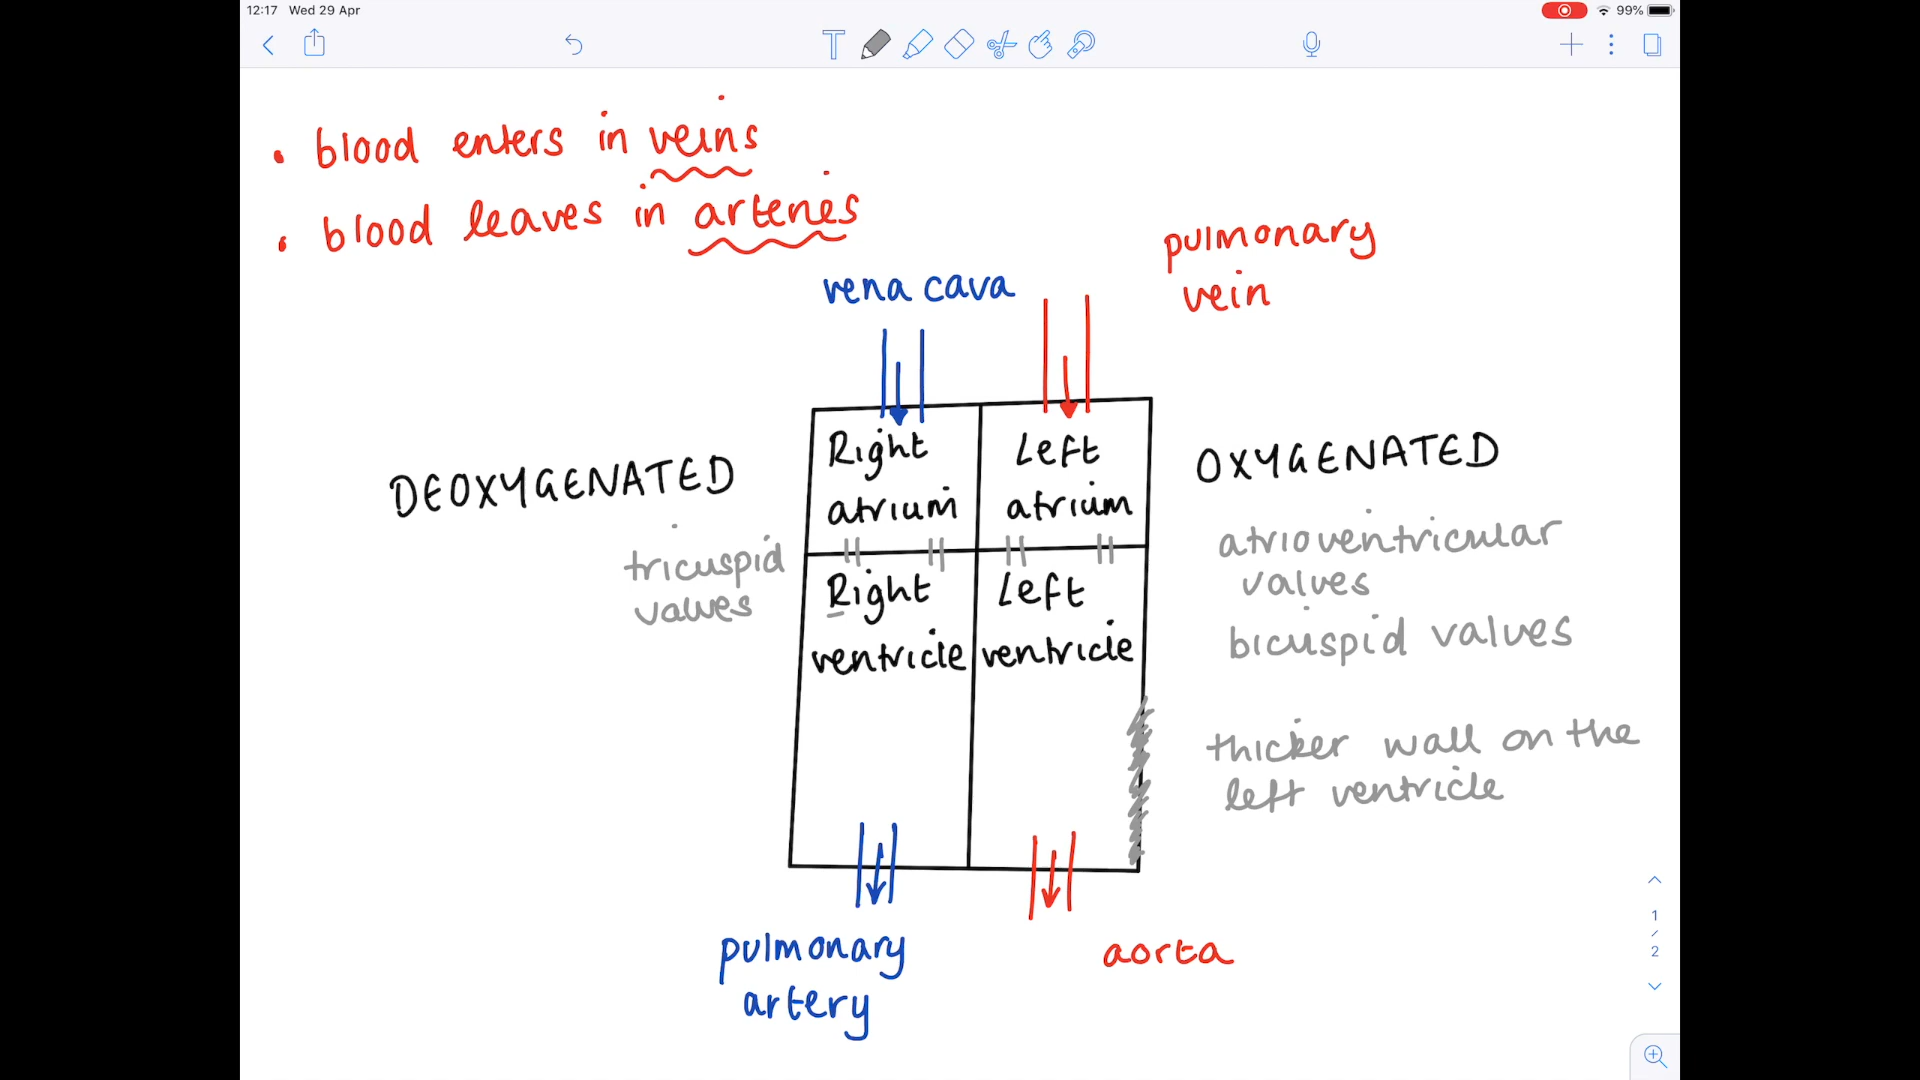 12:17 Wed 29 Apr
99%
T
• blood enters in veins
• blood leaves in arteries
vena cava
pulmonary
vein
DEOXYGENATED
Right
atrium
Left
atrium
OXYGENATED
tricuspid
valves
atrioventricular
valves
bicuspid valves
Right
ventricle
Left
ventricle
thicker wall on the
left ventricle
pulmonary
artery
aorta
1
/
2